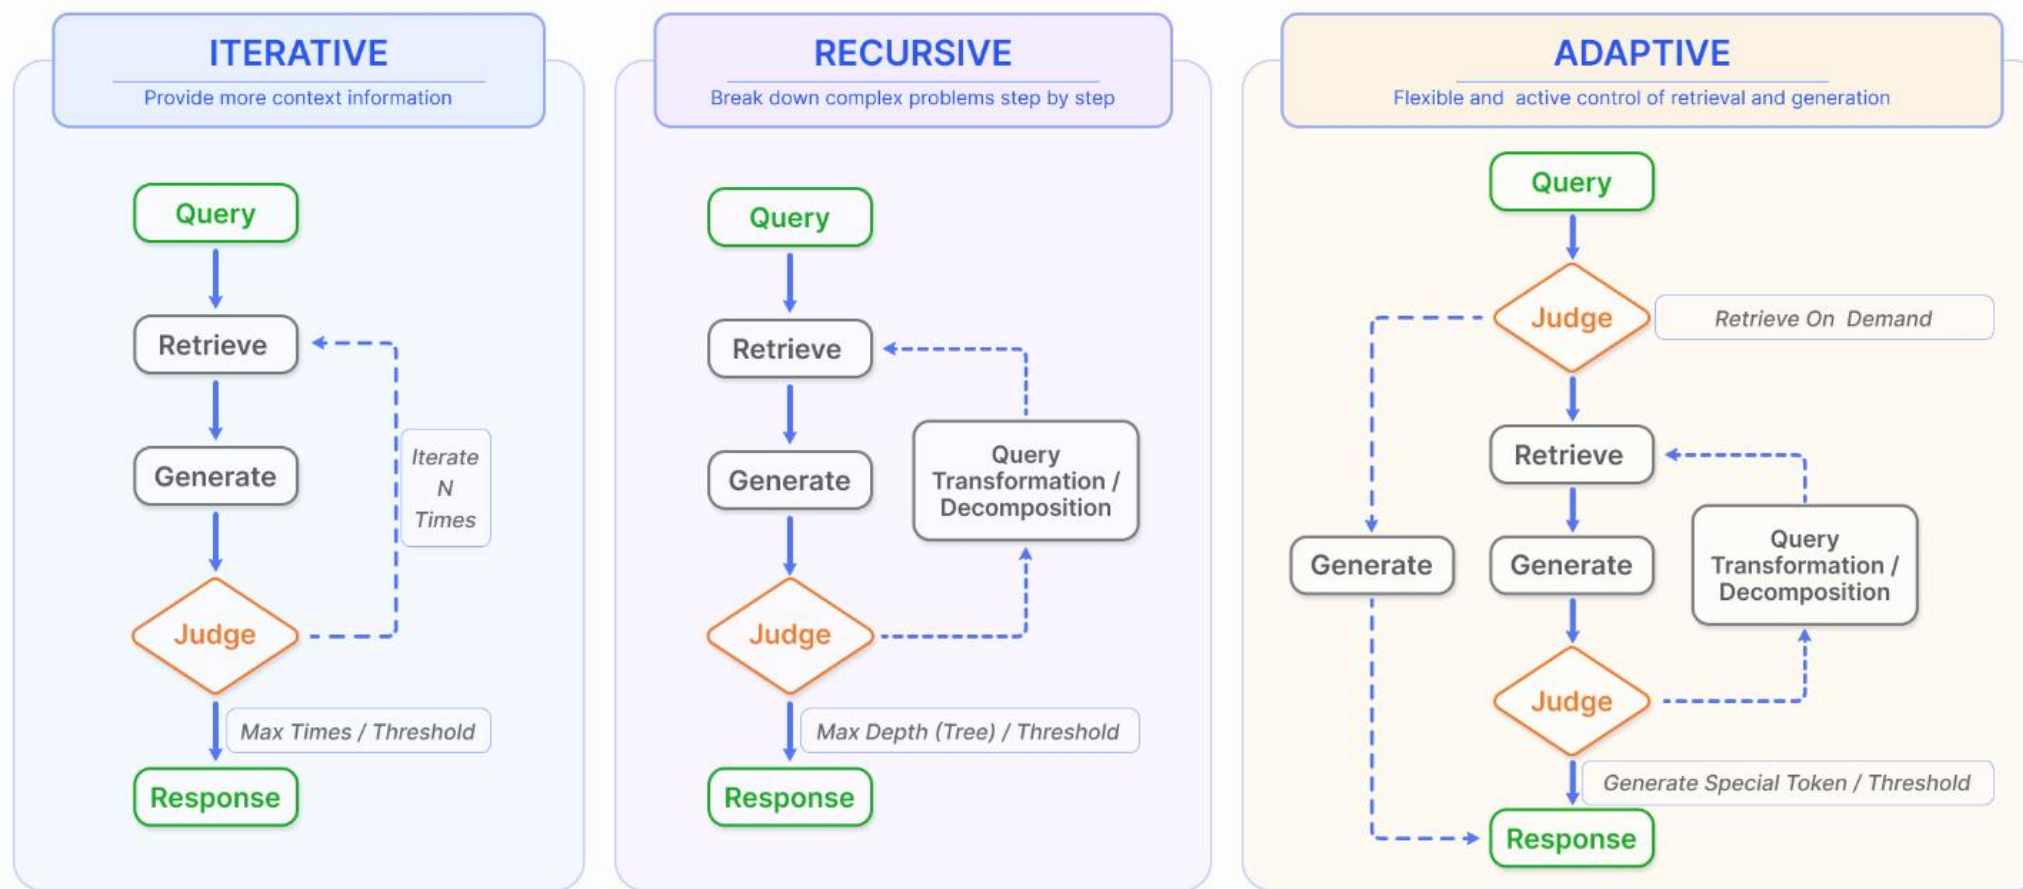 ITERATIVE
Provide more context information
Query
Retrieve
Generate
Iterate
N
Times
Judge
Max Times / Threshold
Response
RECURSIVE
Break down complex problems step by step
Query
Retrieve
Generate
Query
Transformation /
Decomposition
Judge
Max Depth (Tree) / Threshold
Response
ADAPTIVE
Flexible and active control of retrieval and generation
Query
Judge
Retrieve On Demand
Retrieve
Generate
Generate
Query
Transformation /
Decomposition
Judge
Generate Special Token / Threshold
Response